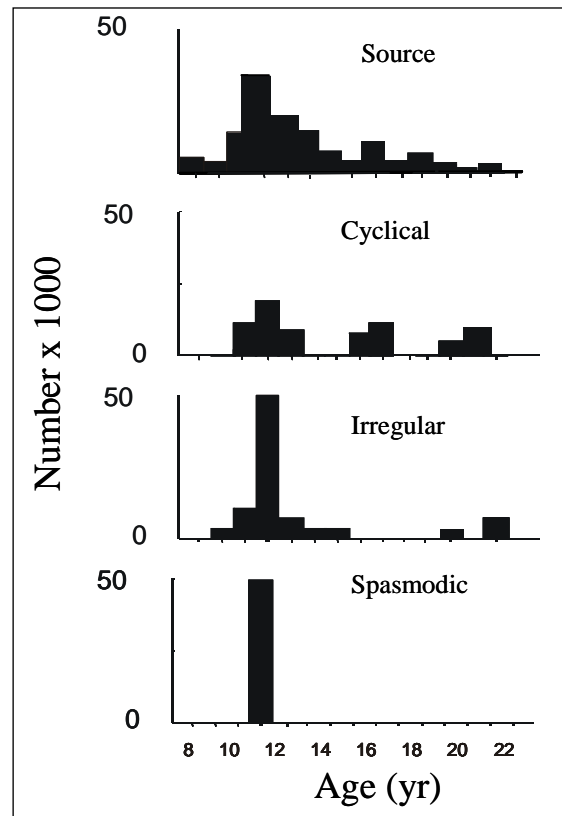 50
Source
50
Cyclical
0
50
Irregular
0
50
Spasmodic
0
8 10 12 14 16 18 20 22
Age (yr)
Number x 1000